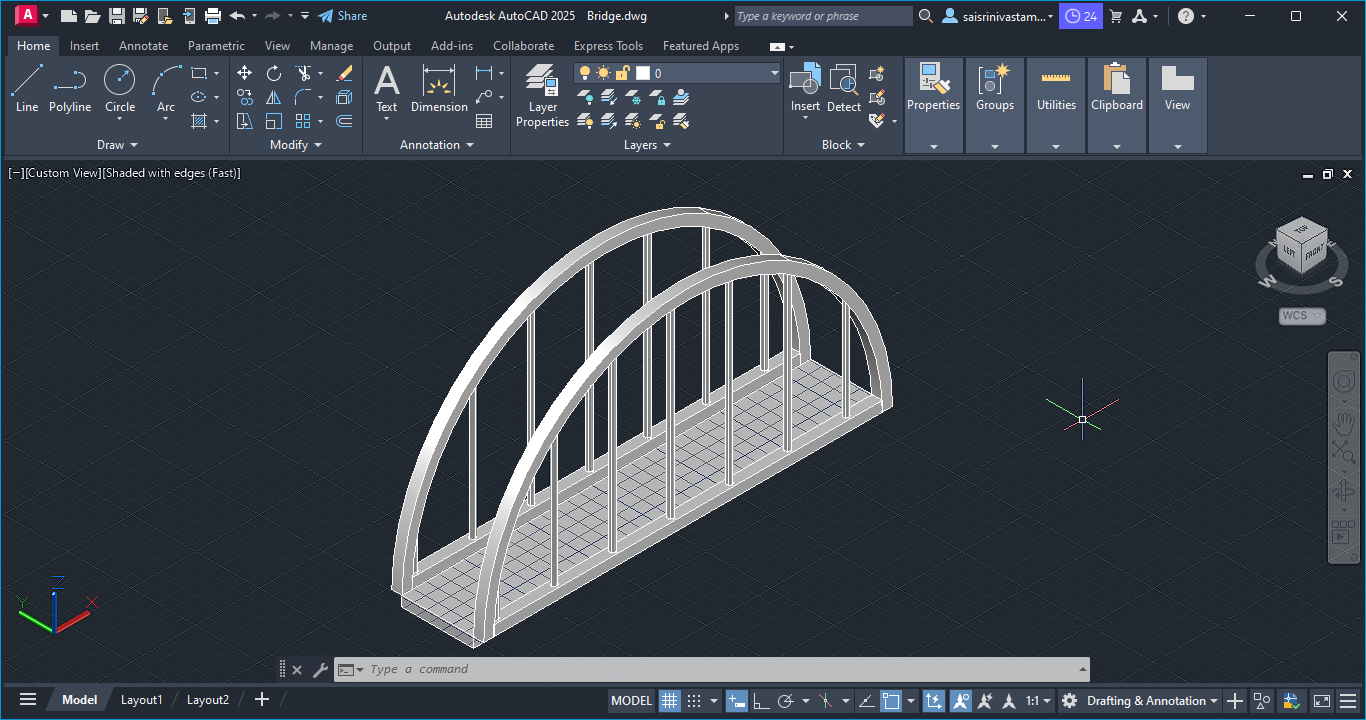 A Share Autodesk AutoCAD 2025 Bridge.dwg Type a keyword or phrase saisrinivastam... 24
Home Insert Annotate Parametric View Manage Output Add-ins Collaborate Express Tools Featured Apps
0
Line Polyline Circle Arc Text Dimension Layer Properties Insert Detect Properties Groups Utilities Clipboard View
Draw Modify Annotation Layers Block
[−][Custom View][Shaded with edges (Fast)]
TOP
LEFT FRONT
W S
WCS
Z
Y X
Type a command
Model Layout1 Layout2 MODEL 1:1 Drafting & Annotation